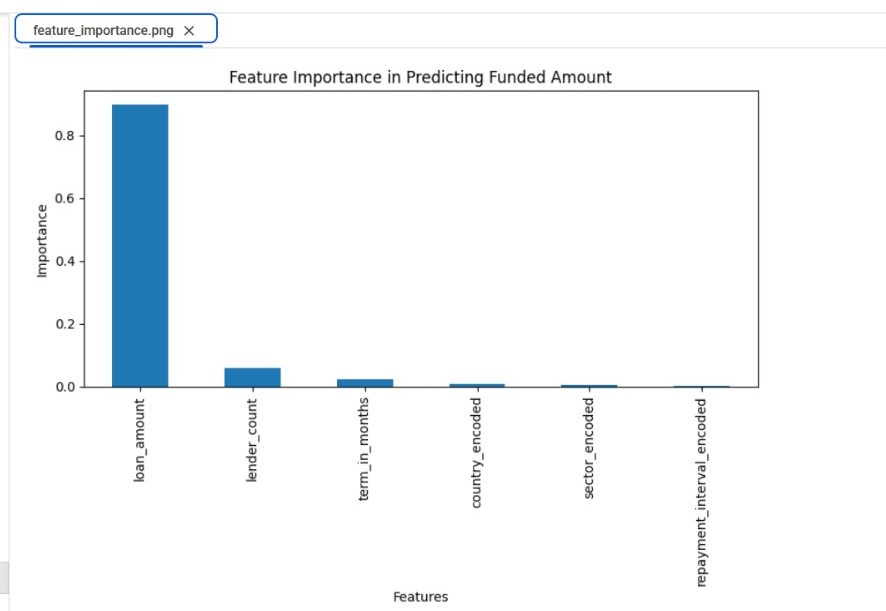 feature_importance.png
Feature Importance in Predicting Funded Amount
Importance
0.8
0.6
0.4
0.2
0.0
loan_amount
lender_count
term_in_months
country_encoded
sector_encoded
repayment_interval_encoded
Features